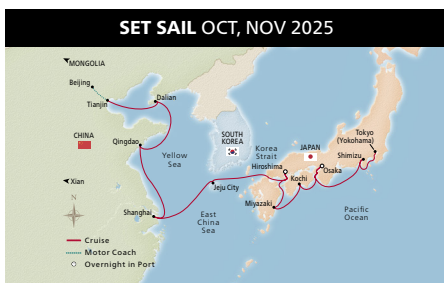 SET SAIL OCT, NOV 2025
MONGOLIA
Beijing
Tianjin
Dalian
CHINA
Qingdao
Yellow
Sea
SOUTH
KOREA
Korea
Strait
JAPAN
Tokyo
(Yokohama)
Hiroshima
Shimizu
Osaka
Kochi
Xian
Jeju City
Miyazaki
N
Shanghai
East
China
Sea
Pacific
Ocean
Cruise
Motor Coach
Overnight in Port